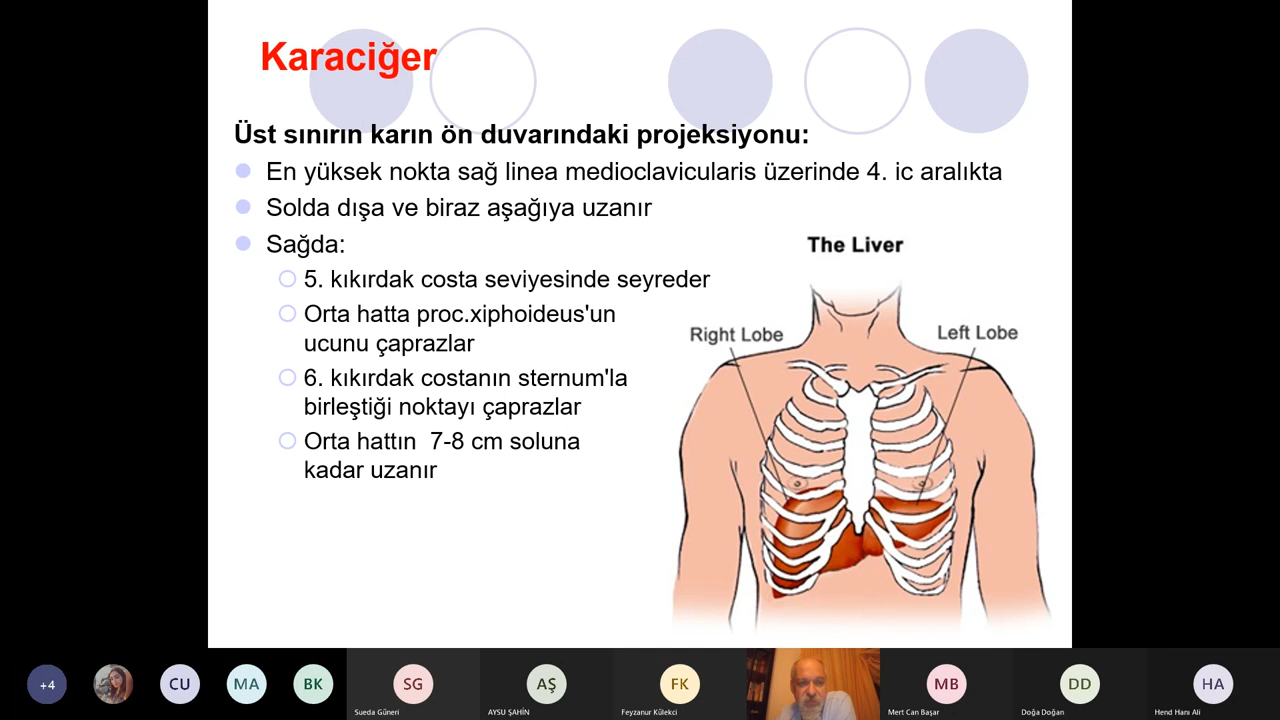 Karaciğer
Üst sınırın karın ön duvarındaki projeksiyonu:
En yüksek nokta sağ linea medioclavicularis üzerinde 4. ic aralıkta
Solda dışa ve biraz aşağıya uzanır
Sağda:
5. kıkırdak costa seviyesinde seyreder
Orta hatta proc.xiphoideus'un
ucunu çaprazlar
6. kıkırdak costanın sternum'la
birleştiği noktayı çaprazlar
Orta hattın 7-8 cm soluna
kadar uzanır
The Liver
Right Lobe
Left Lobe
+4
CU
MA
BK
SG
AŞ
FK
MB
DD
HA
Sueda Güneri
AYSU ŞAHİN
Feyzanur Külekci
Mert Can Başar
Doğa Doğan
Hend Hanı Ali